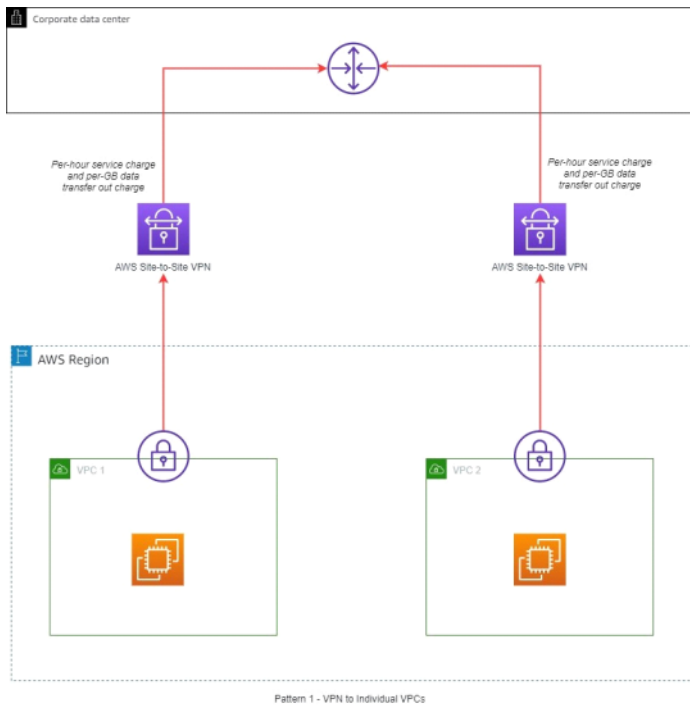 Corporate data center
Per-hour service charge
and per-GB data
transfer out charge
Per-hour service charge
and per-GB data
transfer out charge
AWS Site-to-Site VPN
AWS Site-to-Site VPN
AWS Region
VPC 1
VPC 2
Pattern 1 - VPN to Individual VPCs